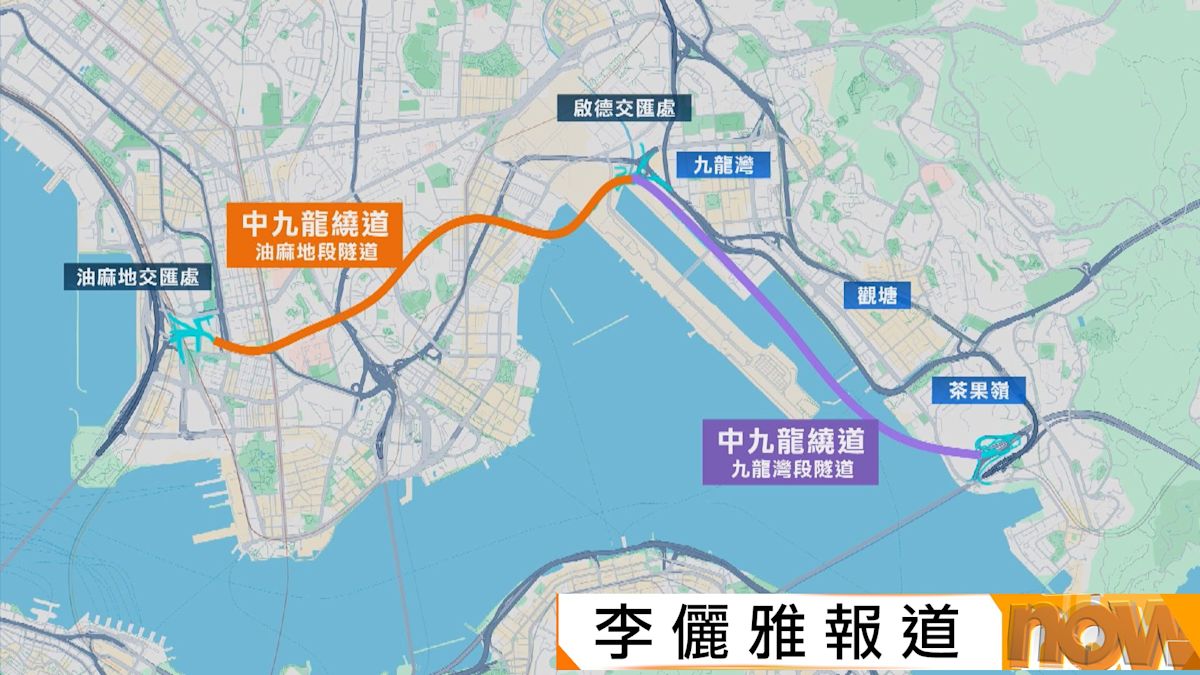 啟德交匯處
九龍灣
中九龍繞道
油麻地段隧道
油麻地交匯處
觀塘
茶果嶺
中九龍繞道
九龍灣段隧道
李儷雅報道
now